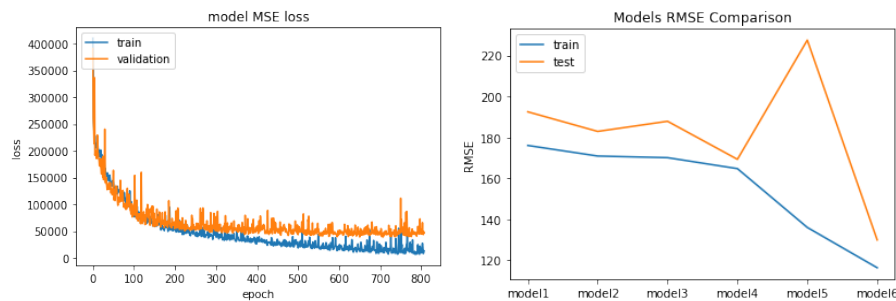 model MSE loss
400000
350000
300000
250000
200000
150000
100000
50000
0
loss
train
validation
0 100 200 300 400 500 600 700 800
epoch
Models RMSE Comparison
220
200
180
160
140
120
RMSE
train
test
model1 model2 model3 model4 model5 model6